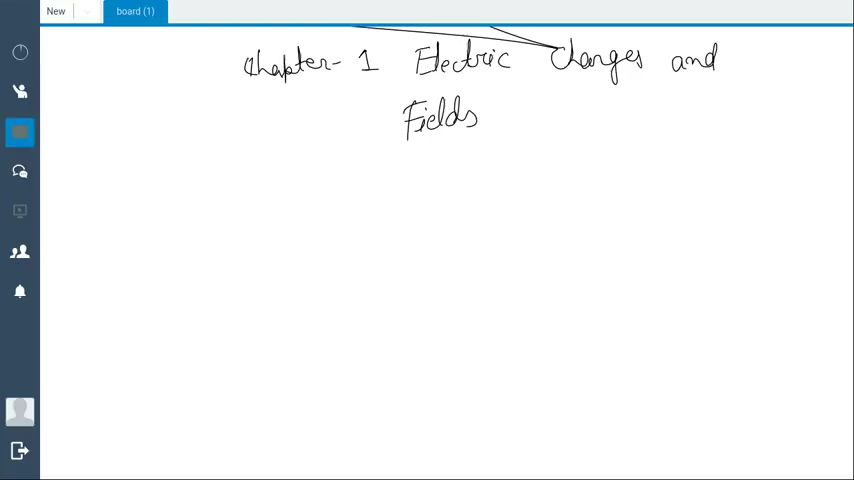 New
board (1)
Chapter- 1 Electric Charges and
Fields